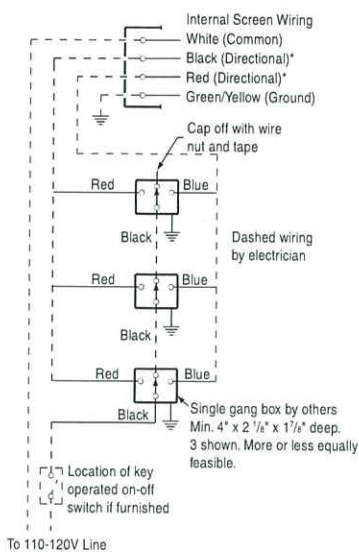 Internal Screen Wiring
White (Common)
Black (Directional)*
Red (Directional)*
Green/Yellow (Ground)
Cap off with wire
nut and tape
Red
Blue
Black
Dashed wiring
by electrician
Red
Blue
Black
Red
Blue
Black
Single gang box by others
Min. 4" x 2 1/8" x 1 7/8" deep.
3 shown. More or less equally
feasible.
Location of key
operated on-off
switch if furnished
To 110-120V Line